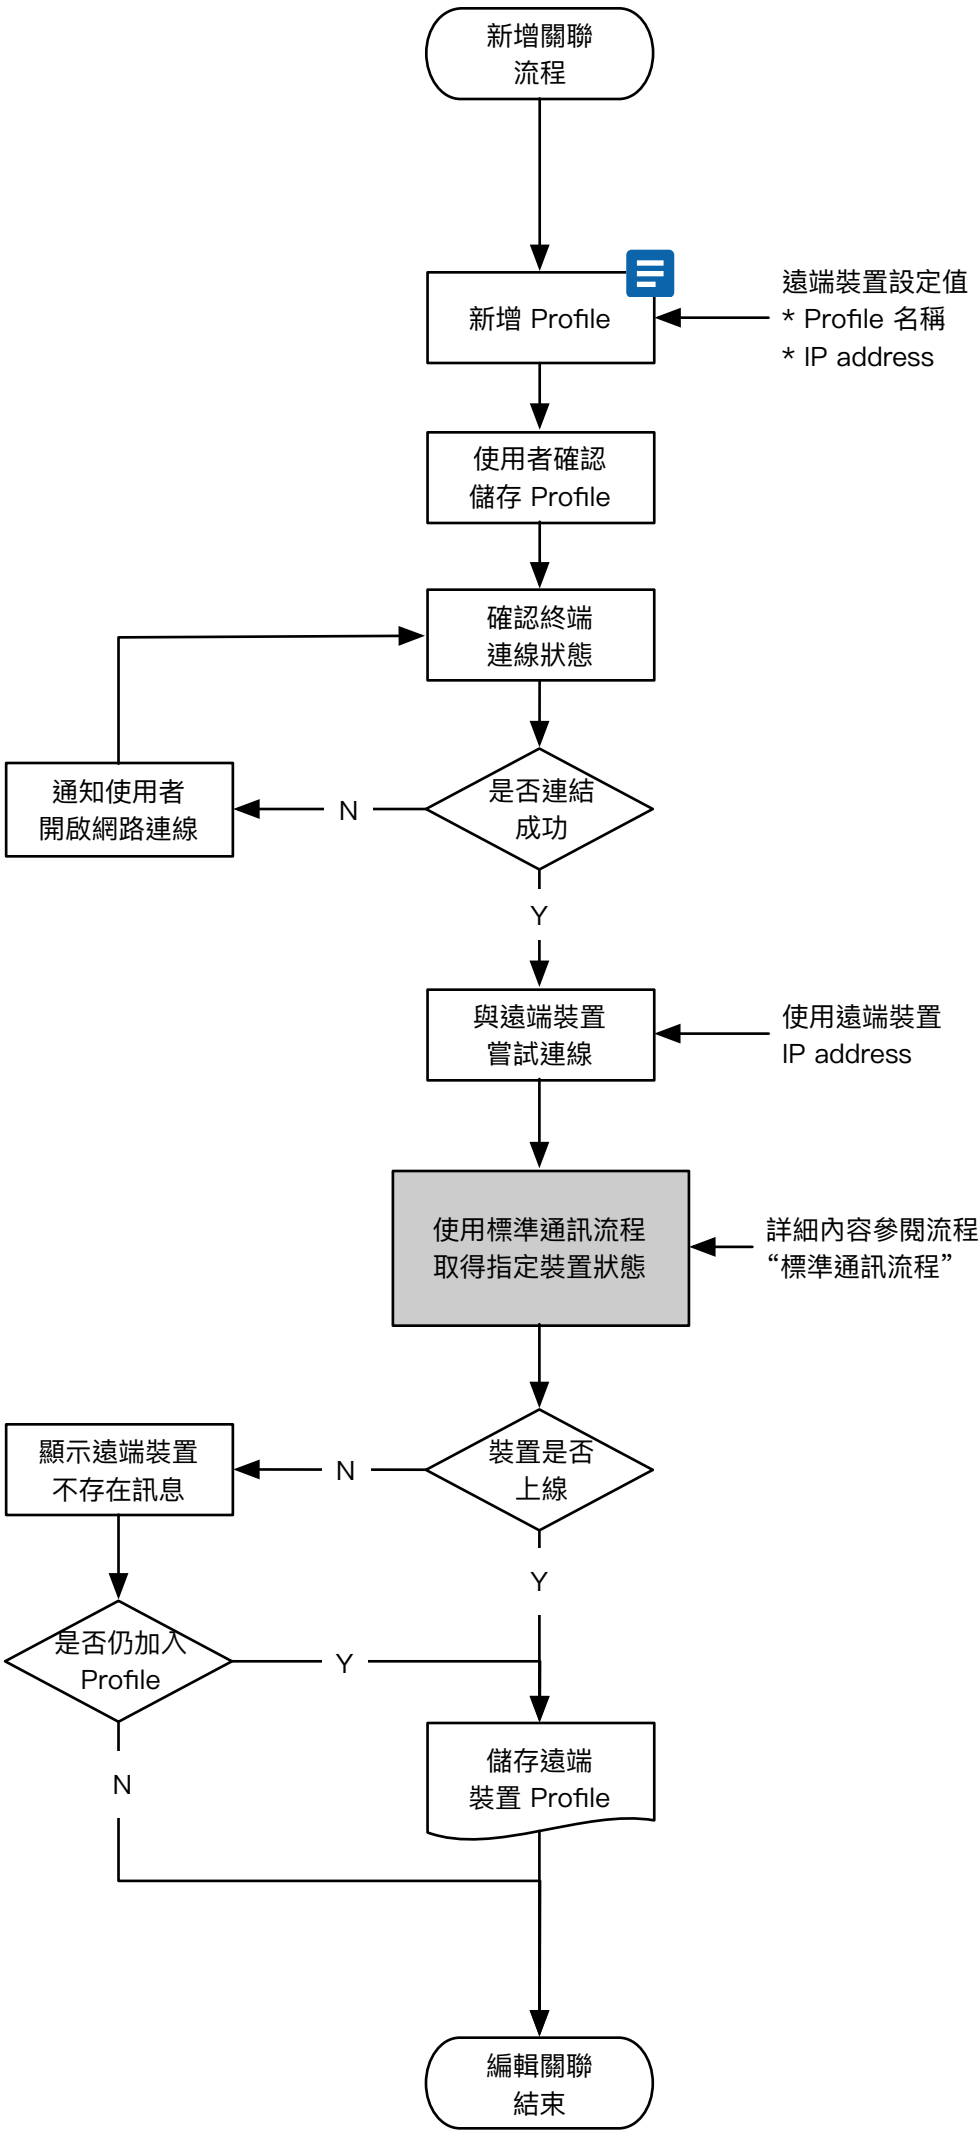 新增關聯
流程
新增 Profile
遠端裝置設定值
* Profile 名稱
* IP address
使用者確認
儲存 Profile
確認終端
連線狀態
通知使用者
開啟網路連線
N
是否連結
成功
Y
與遠端裝置
嘗試連線
使用遠端裝置
IP address
使用標準通訊流程
取得指定裝置狀態
詳細內容參閱流程
“標準通訊流程”
顯示遠端裝置
不存在訊息
N
裝置是否
上線
Y
是否仍加入
Profile
Y
N
儲存遠端
裝置 Profile
編輯關聯
結束